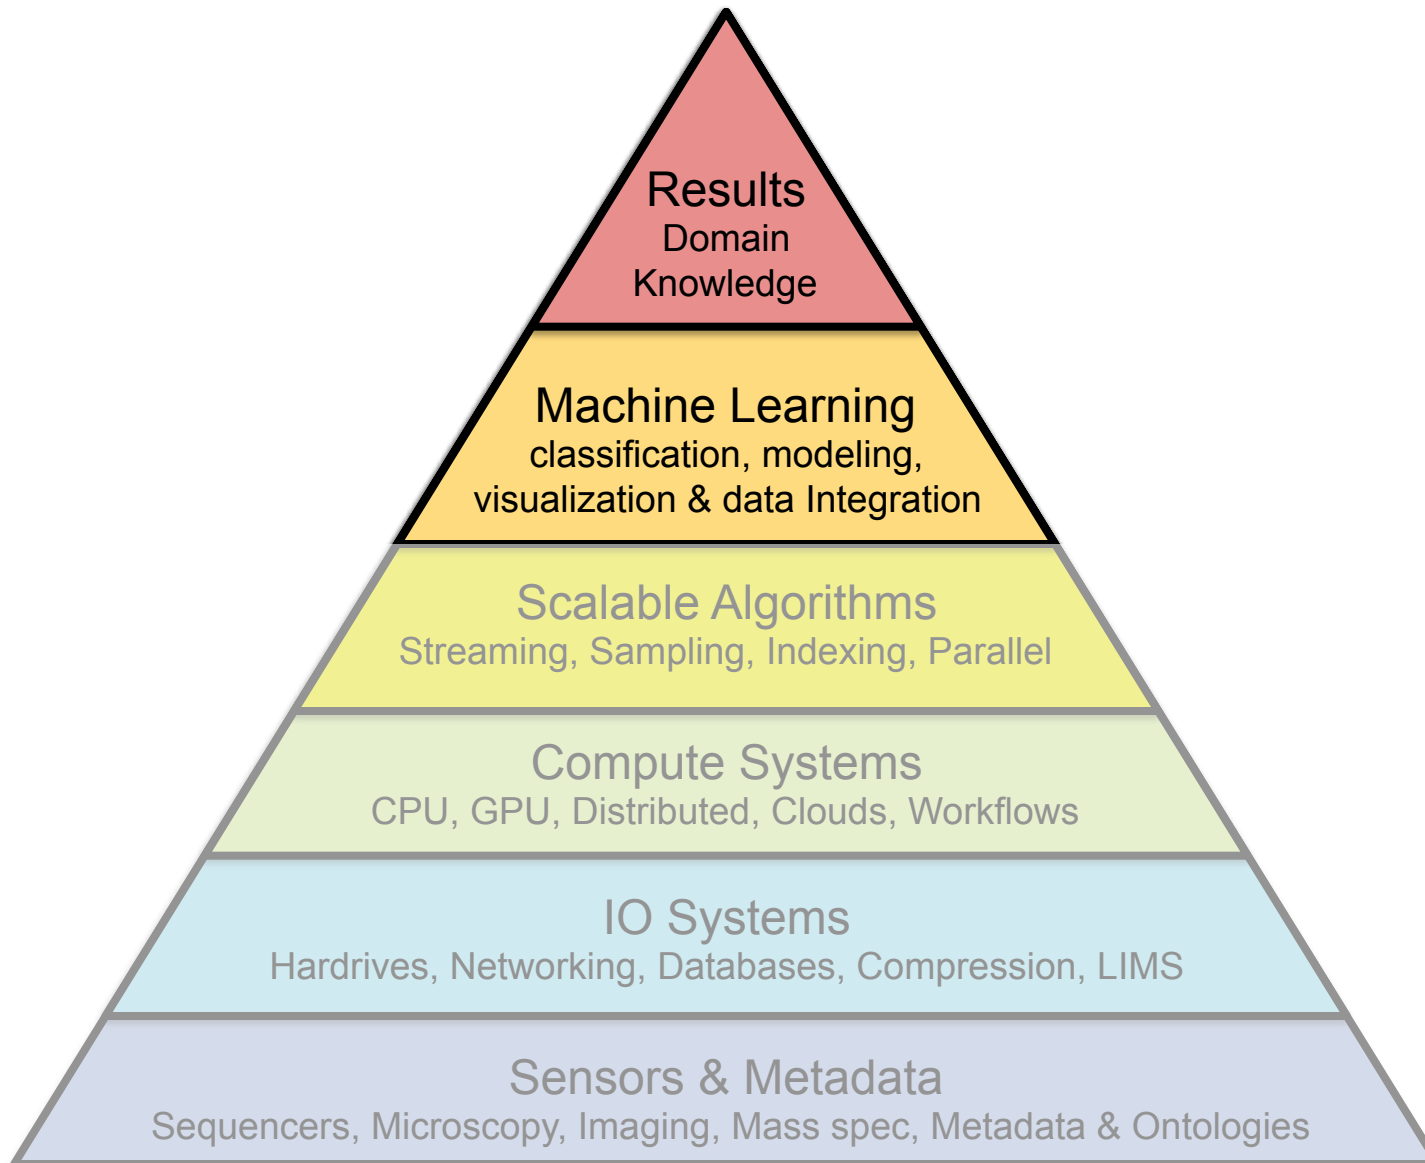 Results
Domain
Knowledge
Machine Learning
classification, modeling,
visualization & data Integration
Scalable Algorithms
Streaming, Sampling, Indexing, Parallel
Compute Systems
CPU, GPU, Distributed, Clouds, Workflows
IO Systems
Hardrives, Networking, Databases, Compression, LIMS
Sensors & Metadata
Sequencers, Microscopy, Imaging, Mass spec, Metadata & Ontologies